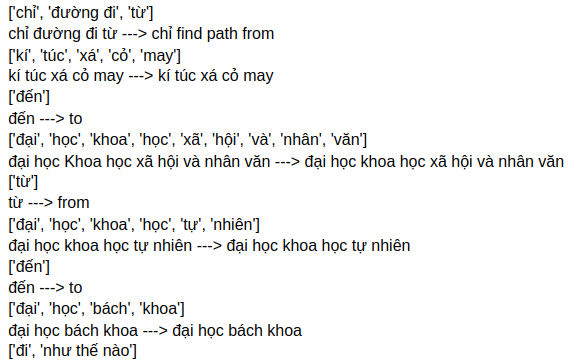 ['chỉ', 'đường đi', 'từ']
chỉ đường đi từ ---> chỉ find path from
['kí', 'túc', 'xá', 'cỏ', 'may']
kí túc xá cỏ may ---> kí túc xá cỏ may
['đến']
đến ---> to
['đại', 'học', 'khoa', 'học', 'xã', 'hội', 'và', 'nhân', 'văn']
đại học Khoa học xã hội và nhân văn ---> đại học khoa học xã hội và nhân văn
['từ']
từ ---> from
['đại', 'học', 'khoa', 'học', 'tự', 'nhiên']
đại học khoa học tự nhiên ---> đại học khoa học tự nhiên
['đến']
đến ---> to
['đại', 'học', 'bách', 'khoa']
đại học bách khoa ---> đại học bách khoa
['đi', 'như thế nào']